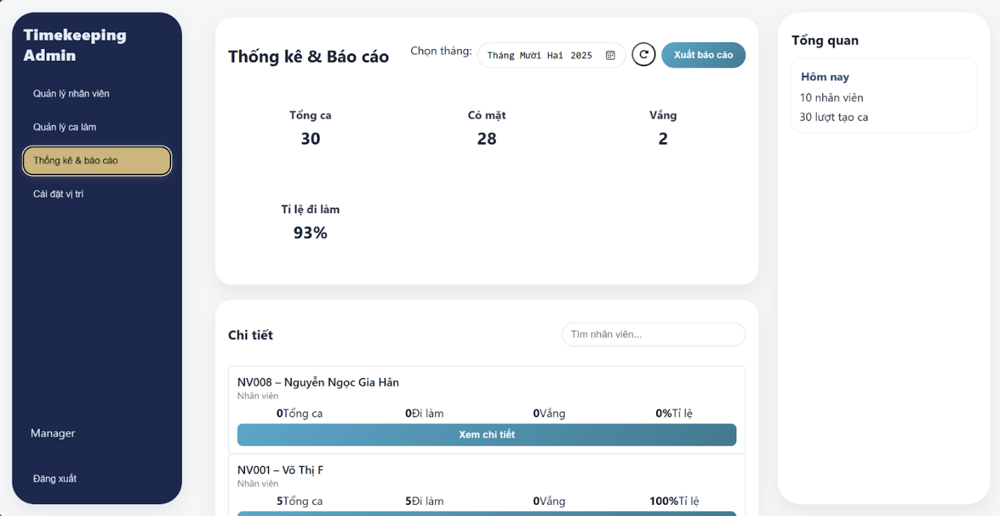 Timekeeping
Admin
Quản lý nhân viên
Quản lý ca làm
Thống kê & báo cáo
Cài đặt vị trí
Manager
Đăng xuất
Thống kê & Báo cáo
Chọn tháng:
Tháng Mười Hai 2025
Xuất báo cáo
Tổng ca
30
Có mặt
28
Vắng
2
Tỉ lệ đi làm
93%
Chi tiết
Tìm nhân viên...
NV008 – Nguyễn Ngọc Gia Hân
Nhân viên
0Tổng ca 0Đi làm 0Vắng 0%Tỉ lệ
Xem chi tiết
NV001 – Võ Thị F
Nhân viên
5Tổng ca 5Đi làm 0Vắng 100%Tỉ lệ
Tổng quan
Hôm nay
10 nhân viên
30 lượt tạo ca